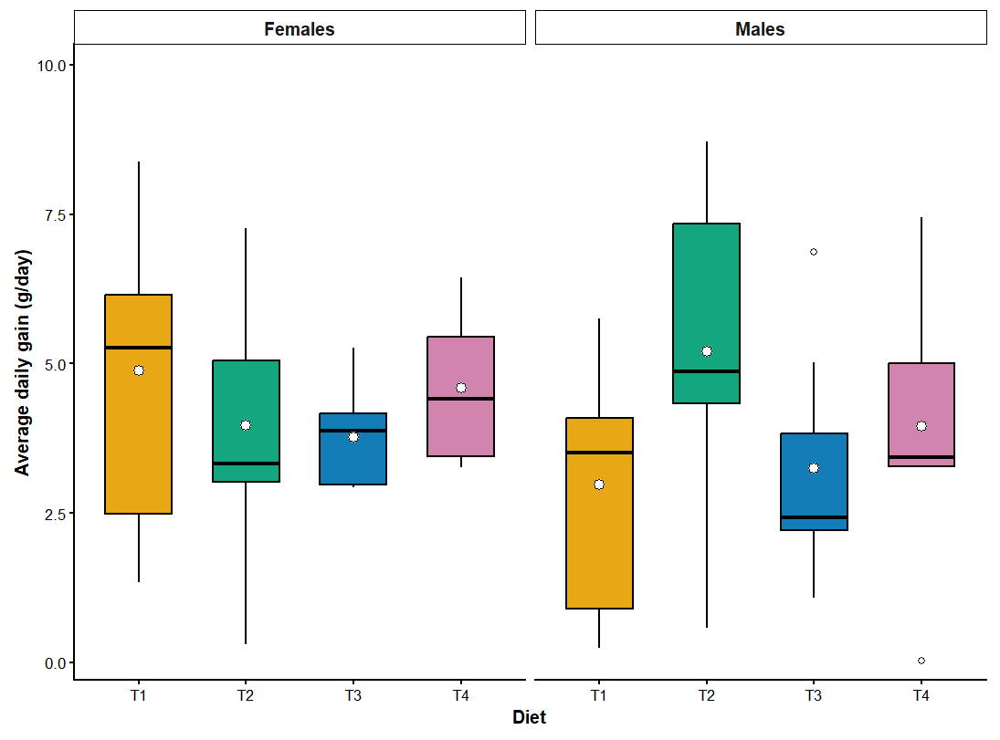 Females
Males
Average daily gain (g/day)
10.0
7.5
5.0
2.5
0.0
T1
T2
T3
T4
T1
T2
T3
T4
Diet